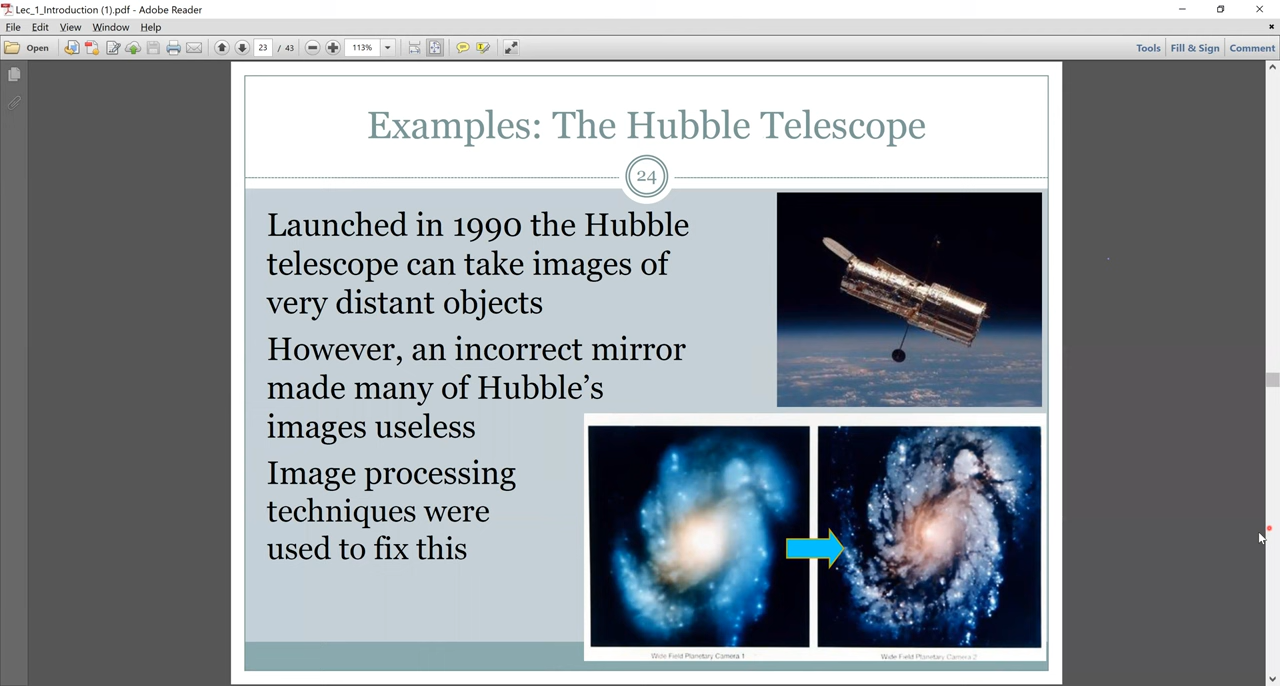 Lec_1_Introduction (1).pdf - Adobe Reader
File Edit View Window Help
Open 23 / 43 113% Tools Fill & Sign Comment
Examples: The Hubble Telescope
24
Launched in 1990 the Hubble
telescope can take images of
very distant objects
However, an incorrect mirror
made many of Hubble’s
images useless
Image processing
techniques were
used to fix this
Wide Field Planetary Camera 1
Wide Field Planetary Camera 2